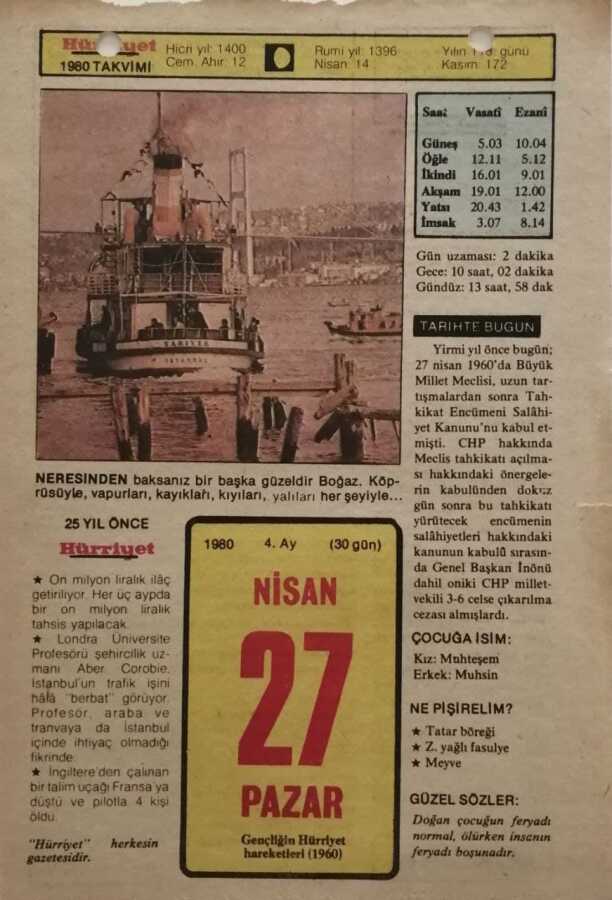 Hürriyet
1980 TAKVİMİ
Hicri yıl: 1400
Cem. Ahir: 12
Rumi yıl: 1396
Nisan: 14
Yılın 118. günü
Kasım: 172
TARABYA
İSTANBUL
NERESİNDEN baksanız bir başka güzeldir Boğaz. Köp-
rüsüyle, vapurları, kayıkları, kıyıları, yalıları her şeyiyle...
Saat Vasatî Ezanî
Güneş 5.03 10.04
Öğle 12.11 5.12
İkindi 16.01 9.01
Akşam 19.01 12.00
Yatsı 20.43 1.42
İmsak 3.07 8.14
Gün uzaması: 2 dakika
Gece: 10 saat, 02 dakika
Gündüz: 13 saat, 58 dak
TARİHTE BUGÜN
Yirmi yıl önce bugün;
27 nisan 1960'da Büyük
Millet Meclisi, uzun tar-
tışmalardan sonra Tah-
kikat Encümeni Salâhi-
yet Kanunu'nu kabul et-
mişti. CHP hakkında
Meclis tahkikatı açılma-
sı hakkındaki önergele-
rin kabulünden dokuz
gün sonra bu tahkikatı
yürütecek encümenin
salâhiyetleri hakkındaki
kanunun kabulü sırasın-
da Genel Başkan İnönü
dahil oniki CHP millet-
vekili 3-6 celse çıkarılma
cezası almışlardı.
ÇOCUĞA İSİM:
Kız: Muhteşem
Erkek: Muhsin
NE PİŞİRELİM?
★ Tatar böreği
★ Z. yağlı fasulye
★ Meyve
GÜZEL SÖZLER:
Doğan çocuğun feryadı
normal, ölürken insanın
feryadı boşunadır.
25 YIL ÖNCE
Hürriyet
★ On milyon liralık ilâç
getiriliyor. Her üç aypda
bir on milyon liralık
tahsis yapılacak.
★ Londra Üniversite
Profesörü şehircilik uz-
manı Aber Corobie,
İstanbul'un trafik işini
hâlâ "berbat" görüyor.
Profesör, araba ve
tranvaya da İstanbul
içinde ihtiyaç olmadığı
fikrinde.
★ İngiltere'den çalınan
bir talim uçağı Fransa'ya
düştü ve pilotla 4 kişi
öldü.
"Hürriyet" herkesin
gazetesidir.
1980 4. Ay (30 gün)
NİSAN
27
PAZAR
Gençliğin Hürriyet
hareketleri (1960)